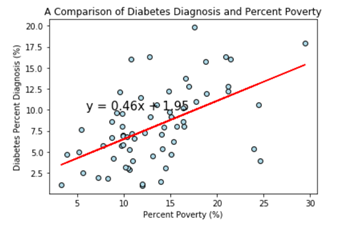 A Comparison of Diabetes Diagnosis and Percent Poverty
20.0
17.5
15.0
12.5
10.0
7.5
5.0
2.5
Diabetes Percent Diagnosis (%)
y = 0.46x + 1.95
5 10 15 20 25 30
Percent Poverty (%)